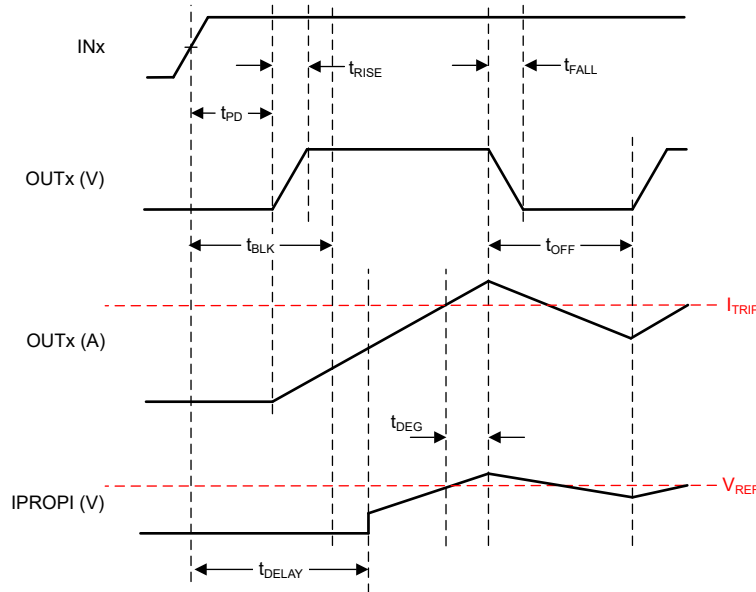 INx
tRISE
tFALL
tPD
OUTx (V)
tBLK
tOFF
ITRIP
OUTx (A)
tDEG
VREF
IPROPI (V)
tDELAY